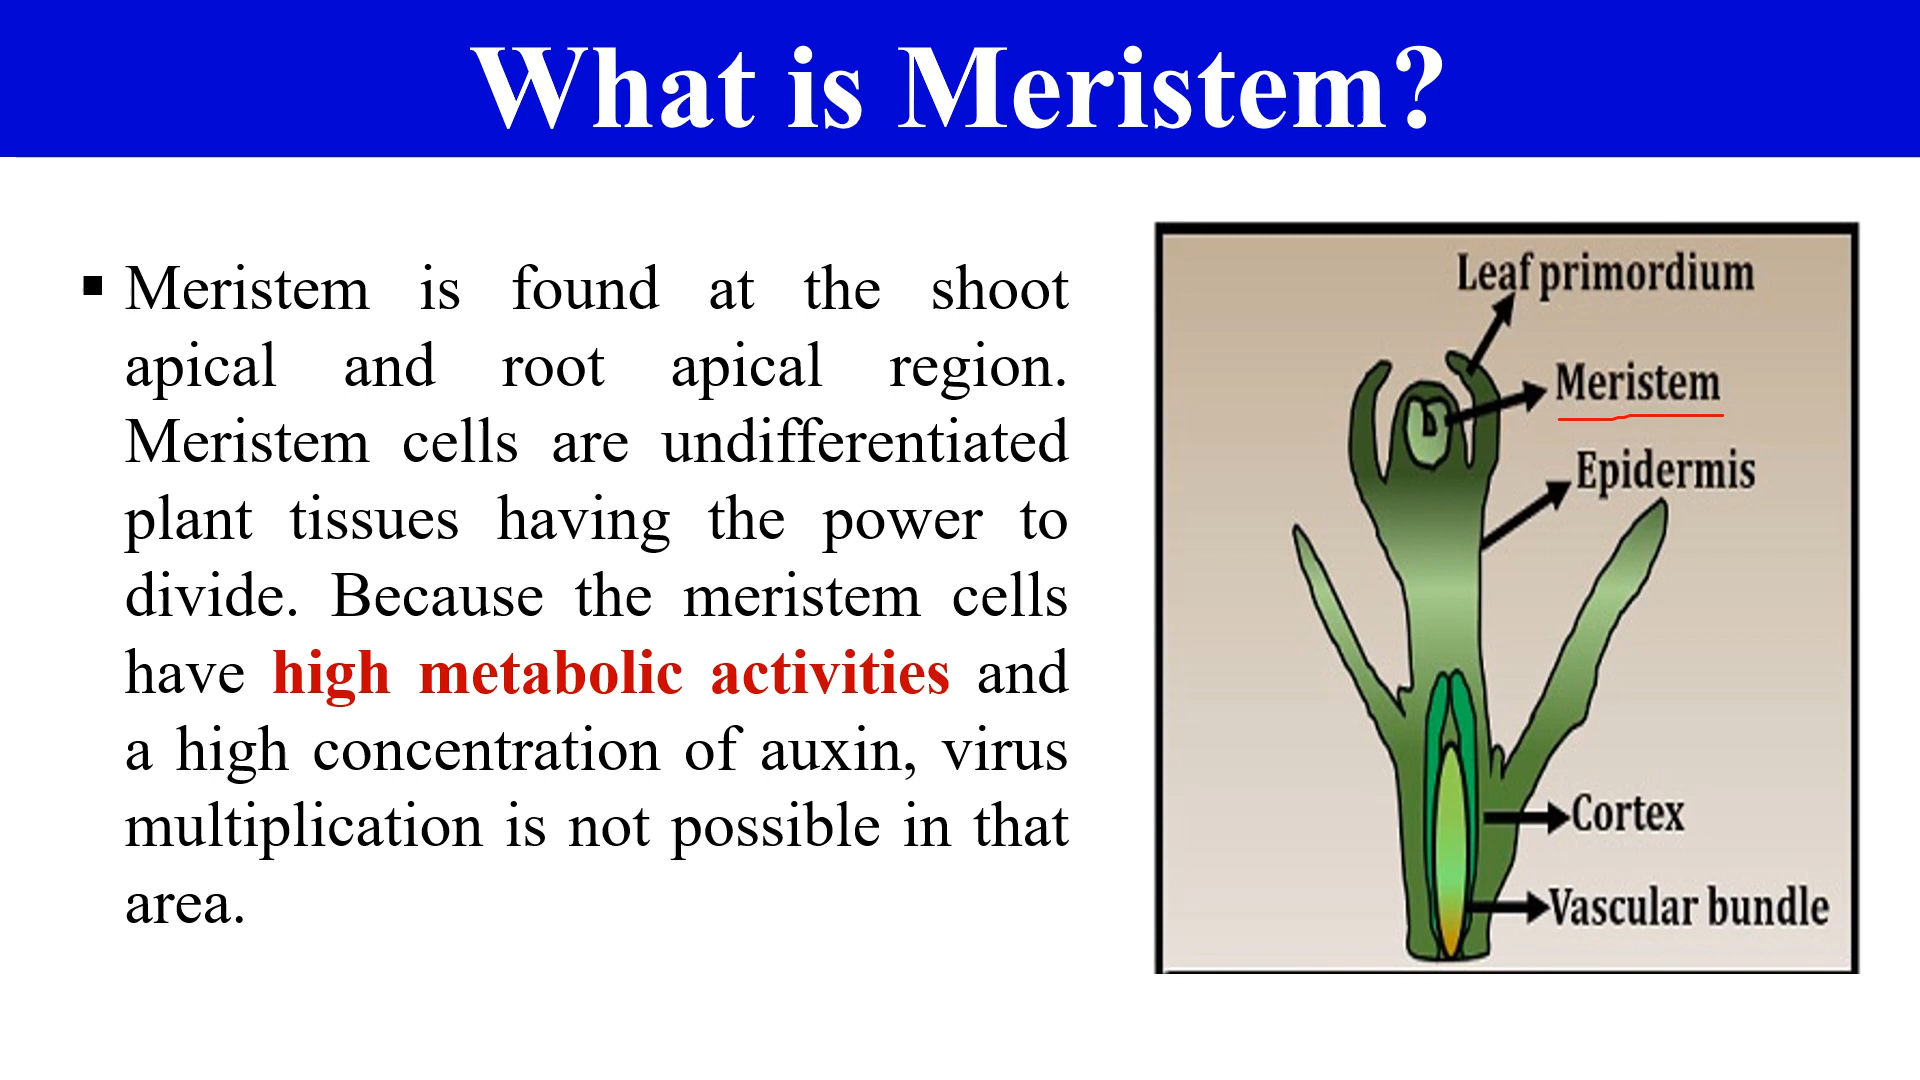 What is Meristem?
▪ Meristem is found at the shoot
apical and root apical region.
Meristem cells are undifferentiated
plant tissues having the power to
divide. Because the meristem cells
have high metabolic activities and
a high concentration of auxin, virus
multiplication is not possible in that
area.
Leaf primordium
Meristem
Epidermis
Cortex
Vascular bundle